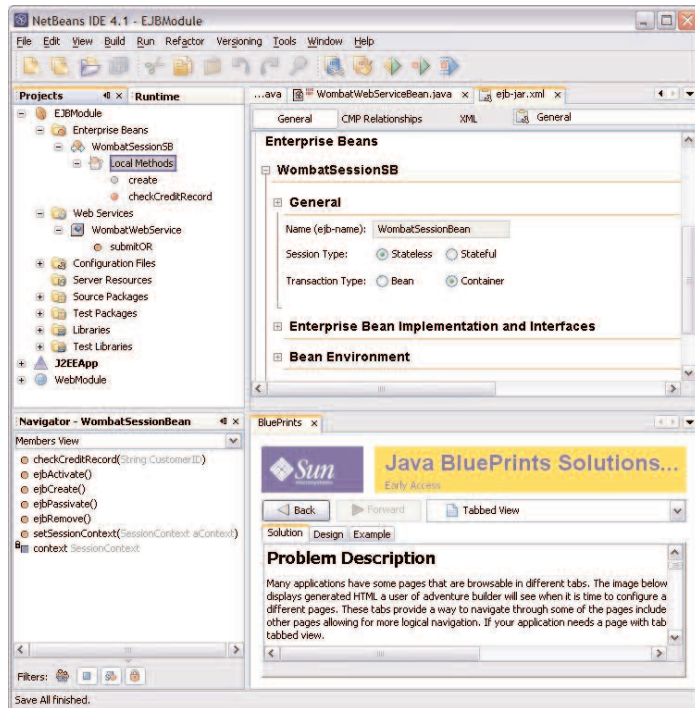 NetBeans IDE 4.1 - EJBModule
File Edit View Build Run Refactor Versioning Tools Window Help
Projects
Runtime
EJBModule
Enterprise Beans
WombatSessionSB
Local Methods
create
checkCreditRecord
Web Services
WombatWebService
submitOR
Configuration Files
Server Resources
Source Packages
Test Packages
Libraries
Test Libraries
J2EEApp
WebModule
...ava WombatWebServiceBean.java ejb-jar.xml
General CMP Relationships XML General
Enterprise Beans
WombatSessionSB
General
Name (ejb-name): WombatSessionBean
Session Type: Stateless Stateful
Transaction Type: Bean Container
Enterprise Bean Implementation and Interfaces
Bean Environment
Navigator - WombatSessionBean
Members View
checkCreditRecord(String CustomerID)
ejbActivate()
ejbCreate()
ejbPassivate()
ejbRemove()
setSessionContext(SessionContext aContext)
context SessionContext
Filters:
BluePrints
Sun
Java BluePrints Solutions...
Early Access
Back Forward Tabbed View
Solution Design Example
Problem Description
Many applications have some pages that are browsable in different tabs. The image below
displays generated HTML a user of adventure builder will see when it is time to configure a
different pages. These tabs provide a way to navigate through some of the pages include
other pages allowing for more logical navigation. If your application needs a page with tab
tabbed view.
Save All finished.